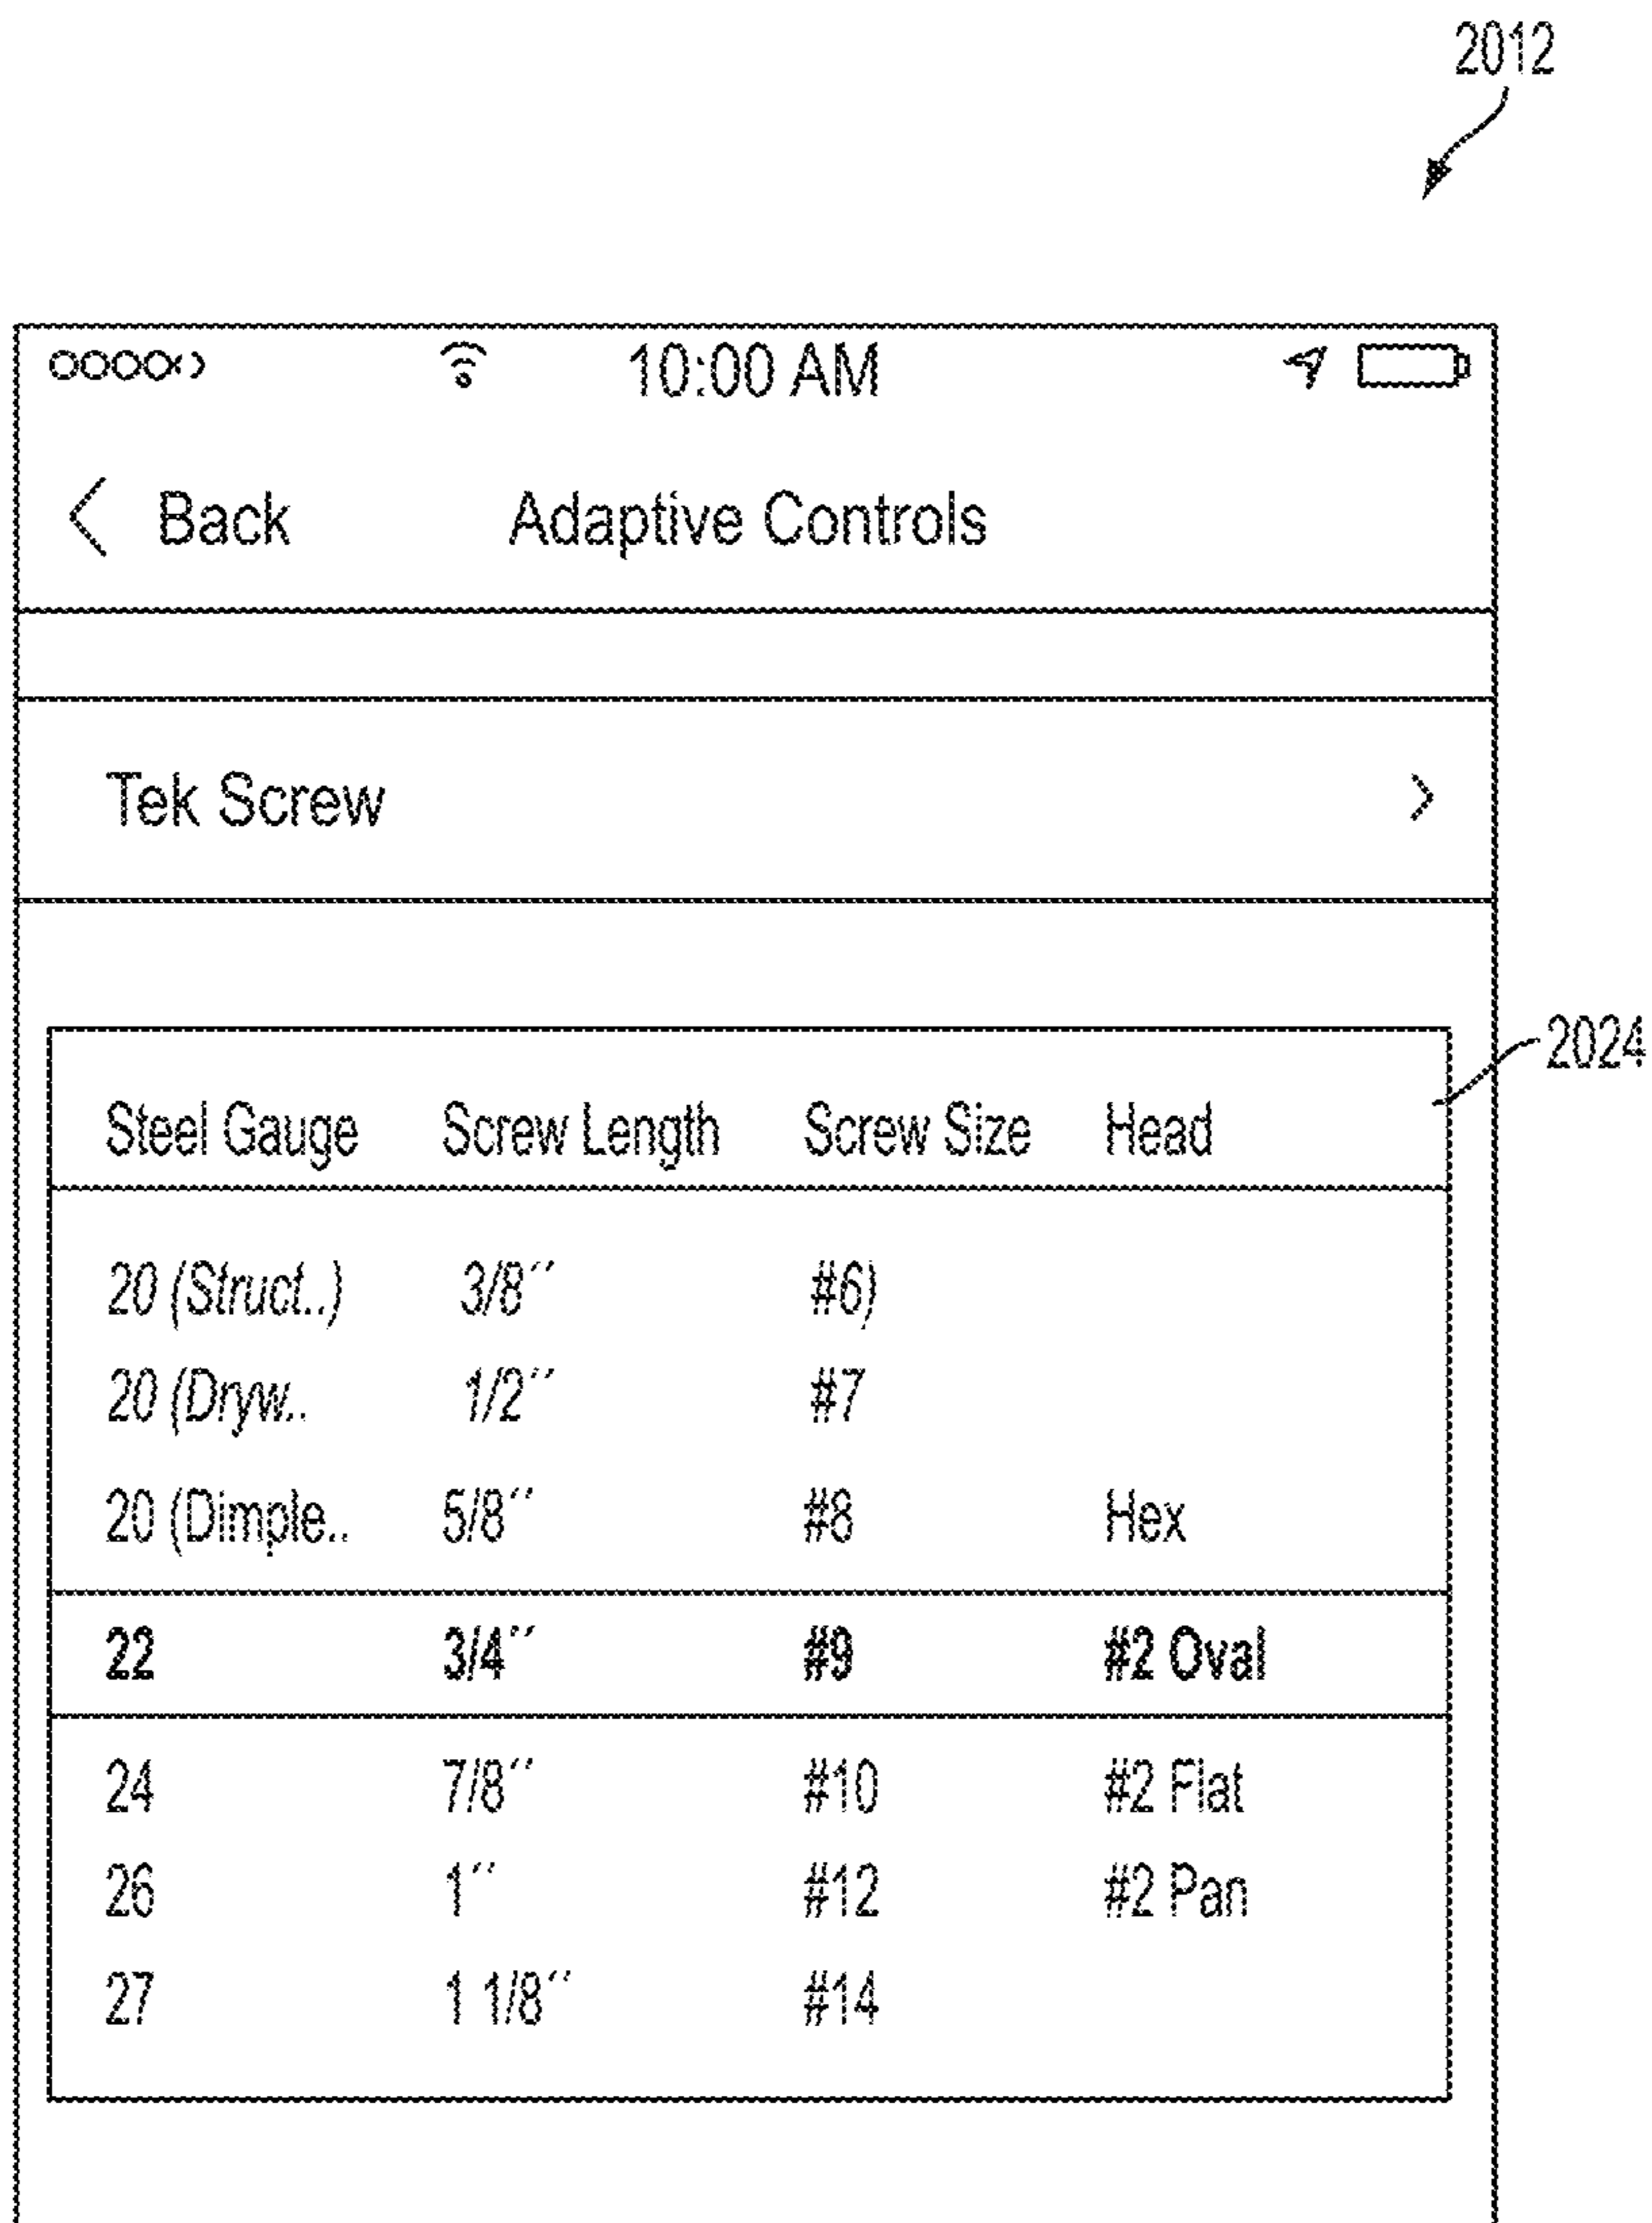 2012
10:00 AM
Back Adaptive Controls
Tek Screw
2024
Steel Gauge Screw Length Screw Size Head
20 (Struct..) 3/8″ #6)
20 (Dryw.. 1/2″ #7
20 (Dimple.. 5/8″ #8 Hex
22 3/4″ #9 #2 Oval
24 7/8″ #10 #2 Flat
26 1″ #12 #2 Pan
27 1 1/8″ #14